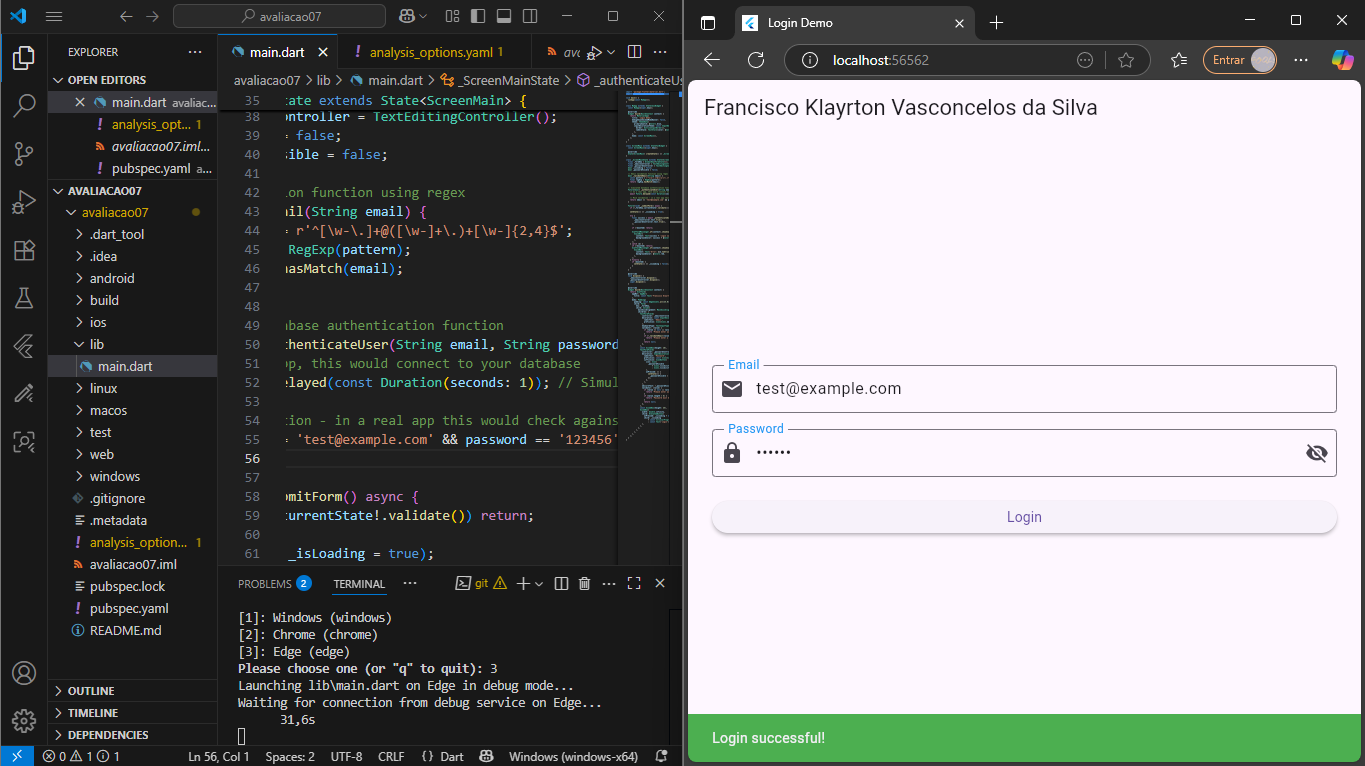 avaliacao07
EXPLORER
OPEN EDITORS
main.dart avaliac...
analysis_opt... 1
avaliacao07.iml...
pubspec.yaml a...
AVALIACAO07
avaliacao07
.dart_tool
.idea
android
build
ios
lib
main.dart
linux
macos
test
web
windows
.gitignore
.metadata
analysis_option... 1
avaliacao07.iml
pubspec.lock
pubspec.yaml
README.md
OUTLINE
TIMELINE
DEPENDENCIES
main.dart
analysis_options.yaml 1
avaliacao07 > lib > main.dart > _ScreenMainState > _authenticateUs
35 tate extends State<ScreenMain> {
38 ontroller = TextEditingController();
39 = false;
40 sible = false;
41
42 ion function using regex
43 ail(String email) {
44 = r'^[\w-\.]+@([\w-]+\.)+[\w-]{2,4}$';
45 RegExp(pattern);
46 hasMatch(email);
47
48
49 abase authentication function
50 thenticateUser(String email, String password
51 pp, this would connect to your database
52 elayed(const Duration(seconds: 1)); // Simul
53
54 tion - in a real app this would check agains
55 = 'test@example.com' && password == '123456'
56
57
58 bmitForm() async {
59 currentState!.validate()) return;
60
61 _isLoading = true);
PROBLEMS 2 TERMINAL ... git
[1]: Windows (windows)
[2]: Chrome (chrome)
[3]: Edge (edge)
Please choose one (or "q" to quit): 3
Launching lib\main.dart on Edge in debug mode...
Waiting for connection from debug service on Edge...
31,6s
0 1 1 Ln 56, Col 1 Spaces: 2 UTF-8 CRLF {} Dart Windows (windows-x64)
Login Demo
localhost:56562
Entrar
Francisco Klayrton Vasconcelos da Silva
Email
test@example.com
Password
••••••
Login
Login successful!